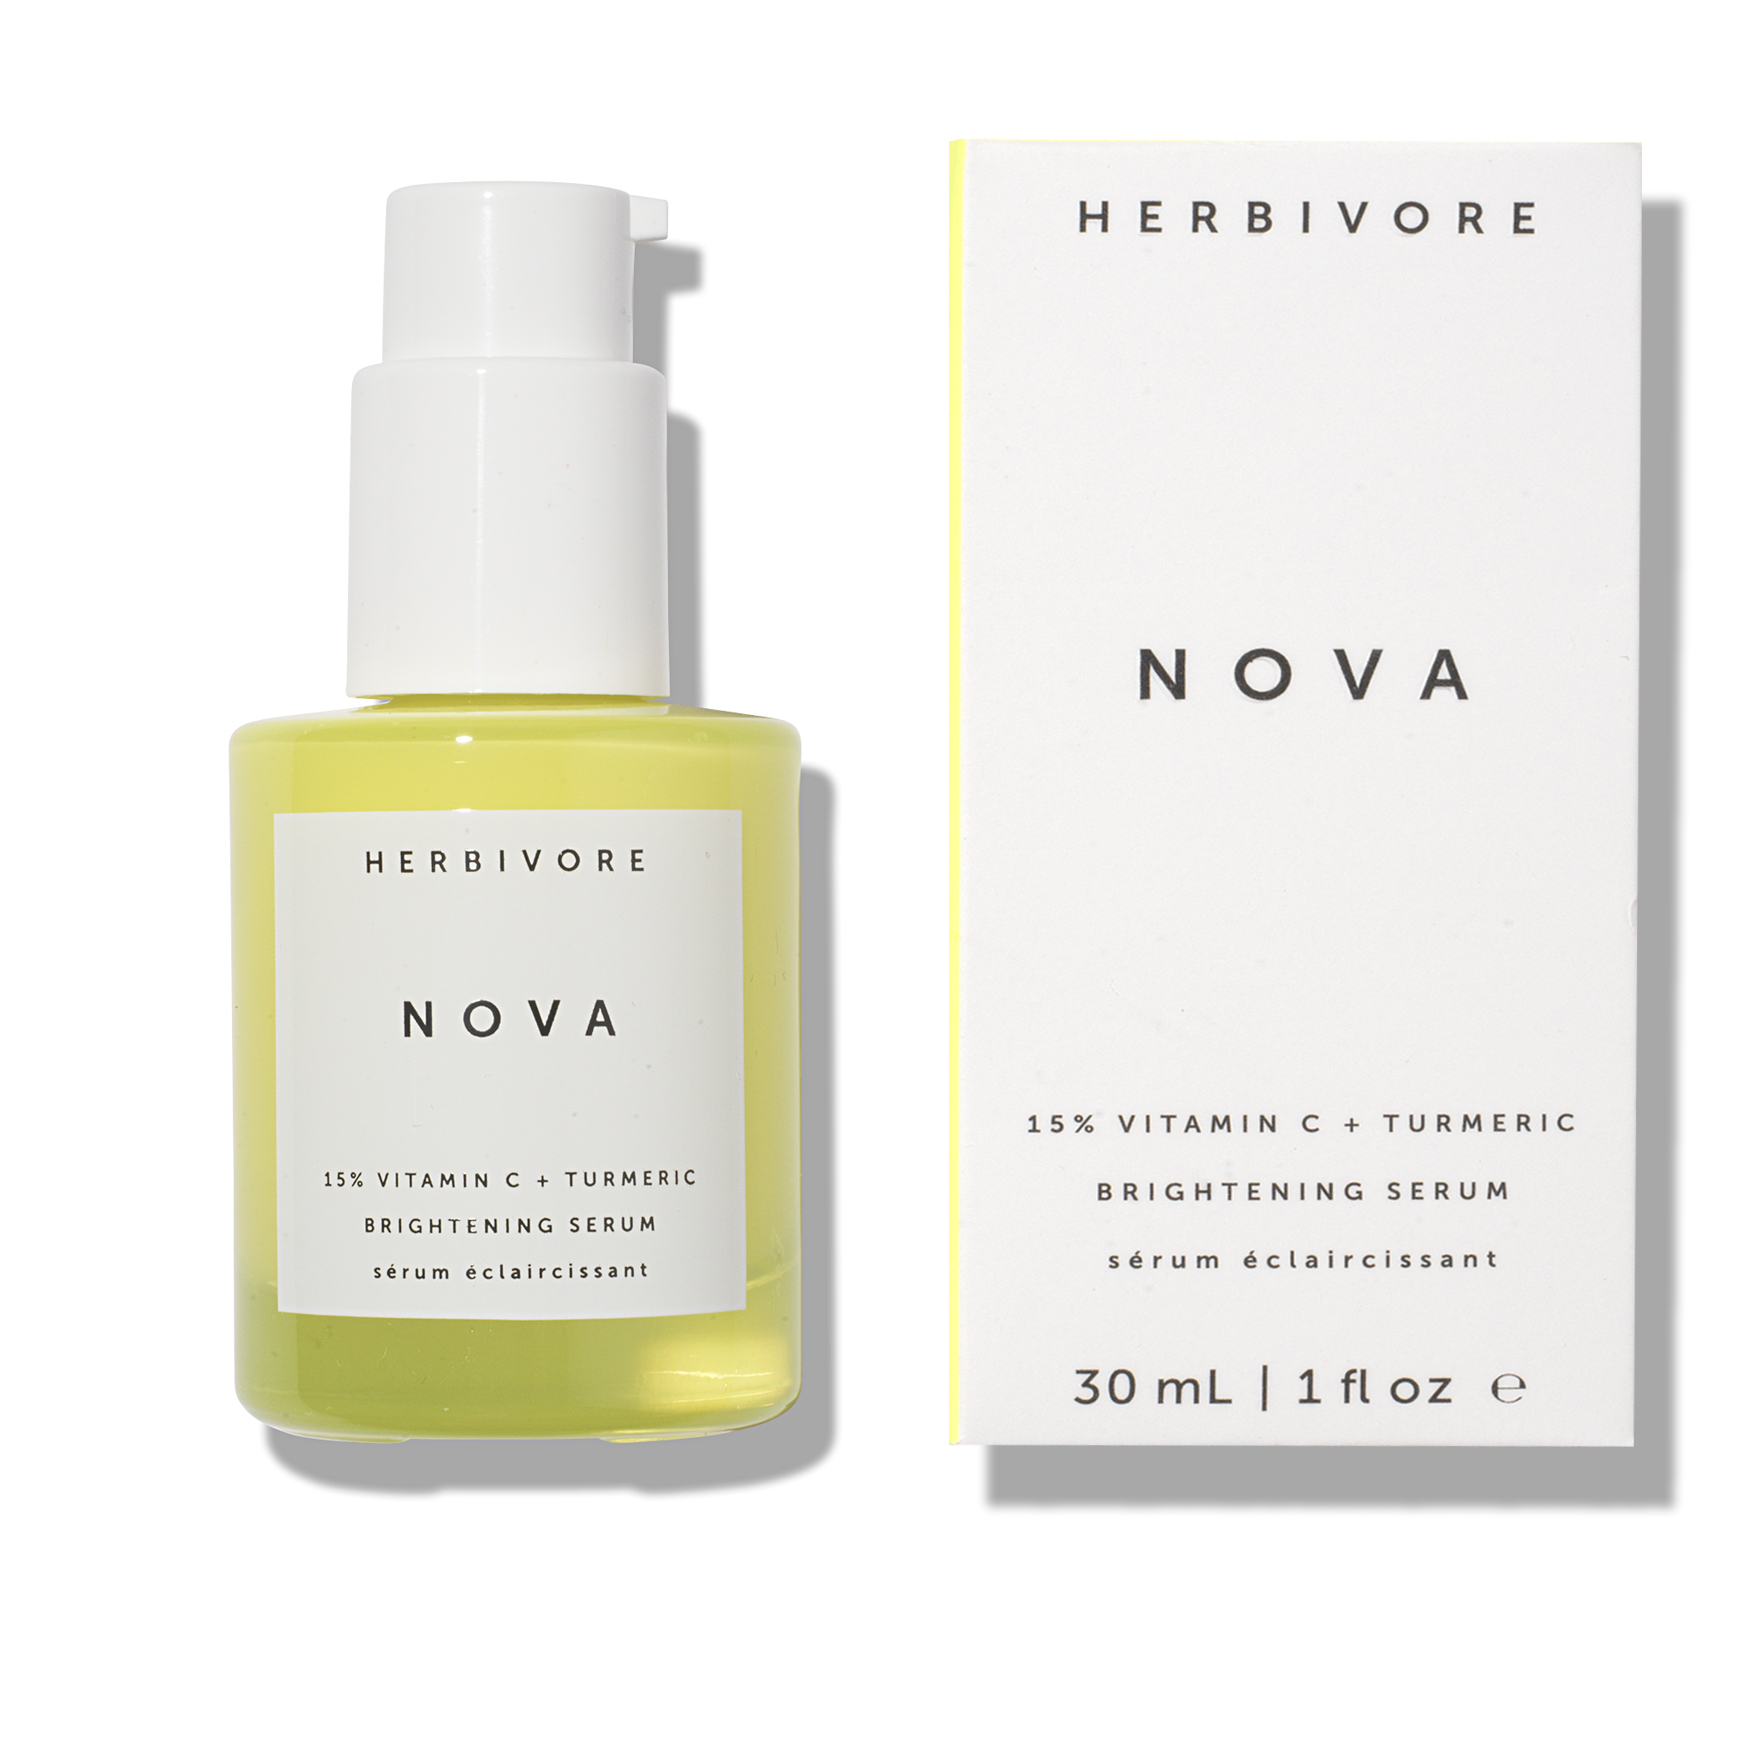 HERBIVORE
NOVA
15% VITAMIN C + TURMERIC
BRIGHTENING SERUM
sérum éclaircissant
HERBIVORE
NOVA
15% VITAMIN C + TURMERIC
BRIGHTENING SERUM
sérum éclaircissant
30 mL | 1 fl oz ℮